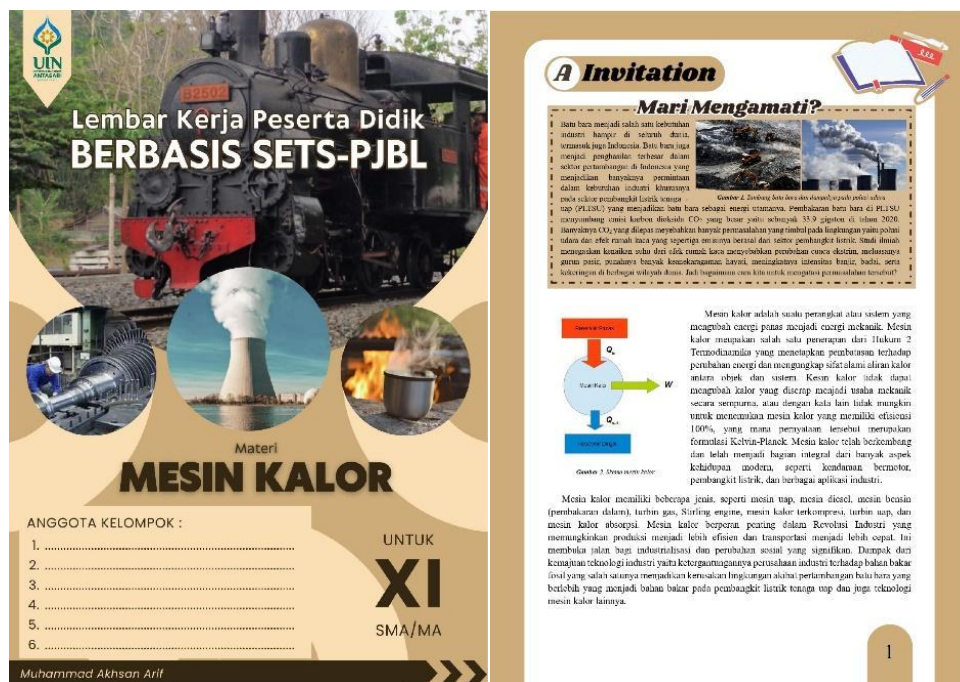 UIN
ANTASARI
B2502
Lembar Kerja Peserta Didik
BERBASIS SETS-PJBL
Materi
MESIN KALOR
ANGGOTA KELOMPOK :
1. ....................
2. ....................
3. ....................
4. ....................
5. ....................
6. ....................
UNTUK
XI
SMA/MA
Muhammad Akhsan Arif
A Invitation
Mari Mengamati?
Batu bara menjadi salah satu kebutuhan
industri hampir di seluruh dunia,
termasuk juga Indonesia. Batu bara juga
menjadi penghasilan terbesar dalam
sektor pertambangan di Indonesia yang
menjadikan banyaknya permintaan
dalam kebutuhan industri khususnya
pada sektor pembangkit listrik tenaga
Gambar 1. Tambang batu bara dan dampaknya pada polusi udara
uap (PLTSU) yang menjadikan batu bara sebagai energi utamanya. Pembakaran batu bara di PLTSU
menyumbang emisi karbon dioksida CO₂ yang besar yaitu sebanyak 33.9 gigaton di tahun 2020.
Banyaknya CO₂ yang dilepas menyebabkan banyak permasalahan yang timbul pada lingkungan yaitu polusi
udara dan efek rumah kaca yang sepertiga emisinya berasal dari sektor pembangkit listrik. Studi ilmiah
menegaskan kenaikan suhu dari efek rumah kaca menyebabkan perubahan cuaca ekstrim, meluasnya
gurun pasir, punahnya banyak keanekaragaman hayati, meningkatnya intensitas banjir, badai, serta
kekeringan di berbagai wilayah dunia. Jadi bagaimana cara kita untuk mengatasi permasalahan tersebut?
Reservoir Panas
Q
Mesin Kalor
W
Q
Gambar 2. Skema mesin kalor
Mesin kalor adalah suatu perangkat atau sistem yang
mengubah energi panas menjadi energi mekanik. Mesin
kalor meupakan salah satu penerapan dari Hukum 2
Termodinamika yang menetapkan pembatasan terhadap
perubahan energi dan mengungkap sifat alami aliran kalor
antara objek dan sistem. Kesin kalor tidak dapat
mengubah kalor yang diserap menjadi usaha mekanik
secara sempurna, atau dengan kata lain tidak mungkin
untuk menemukan mesin kalor yang memiliki efisiensi
100%, yang mana pernyataan tersebut merupakan
formulasi Kelvin-Planck. Mesin kalor telah berkembang
dan telah menjadi bagian integral dari banyak aspek
kehidupan modern, seperti kendaraan bermotor,
pembangkit listrik, dan berbagai aplikasi industri.
Mesin kalor memiliki beberapa jenis, seperti mesin uap, mesin diesel, mesin bensin
(pembakaran dalam), turbin gas, Stirling engine, mesin kalor terkompresi, turbin uap, dan
mesin kalor absorpsi. Mesin kalor berperan penting dalam Revolusi Industri yang
memungkinkan produksi menjadi lebih efisien dan transportasi menjadi lebih cepat. Ini
membuka jalan bagi industrialisasi dan perubahan sosial yang signifikan. Dampak dari
kemajuan teknologi industri yaitu ketergantungannya perusahaan industri terhadap bahan bakar
fosal yang salah satunya menjadikan kerusakan lingkungan akibat pertambangan batu bara yang
berlebih yang menjadi bahan bakar pada pembangkit listrik tenaga uap dan juga teknologi
mesin kalor lainnya.
1